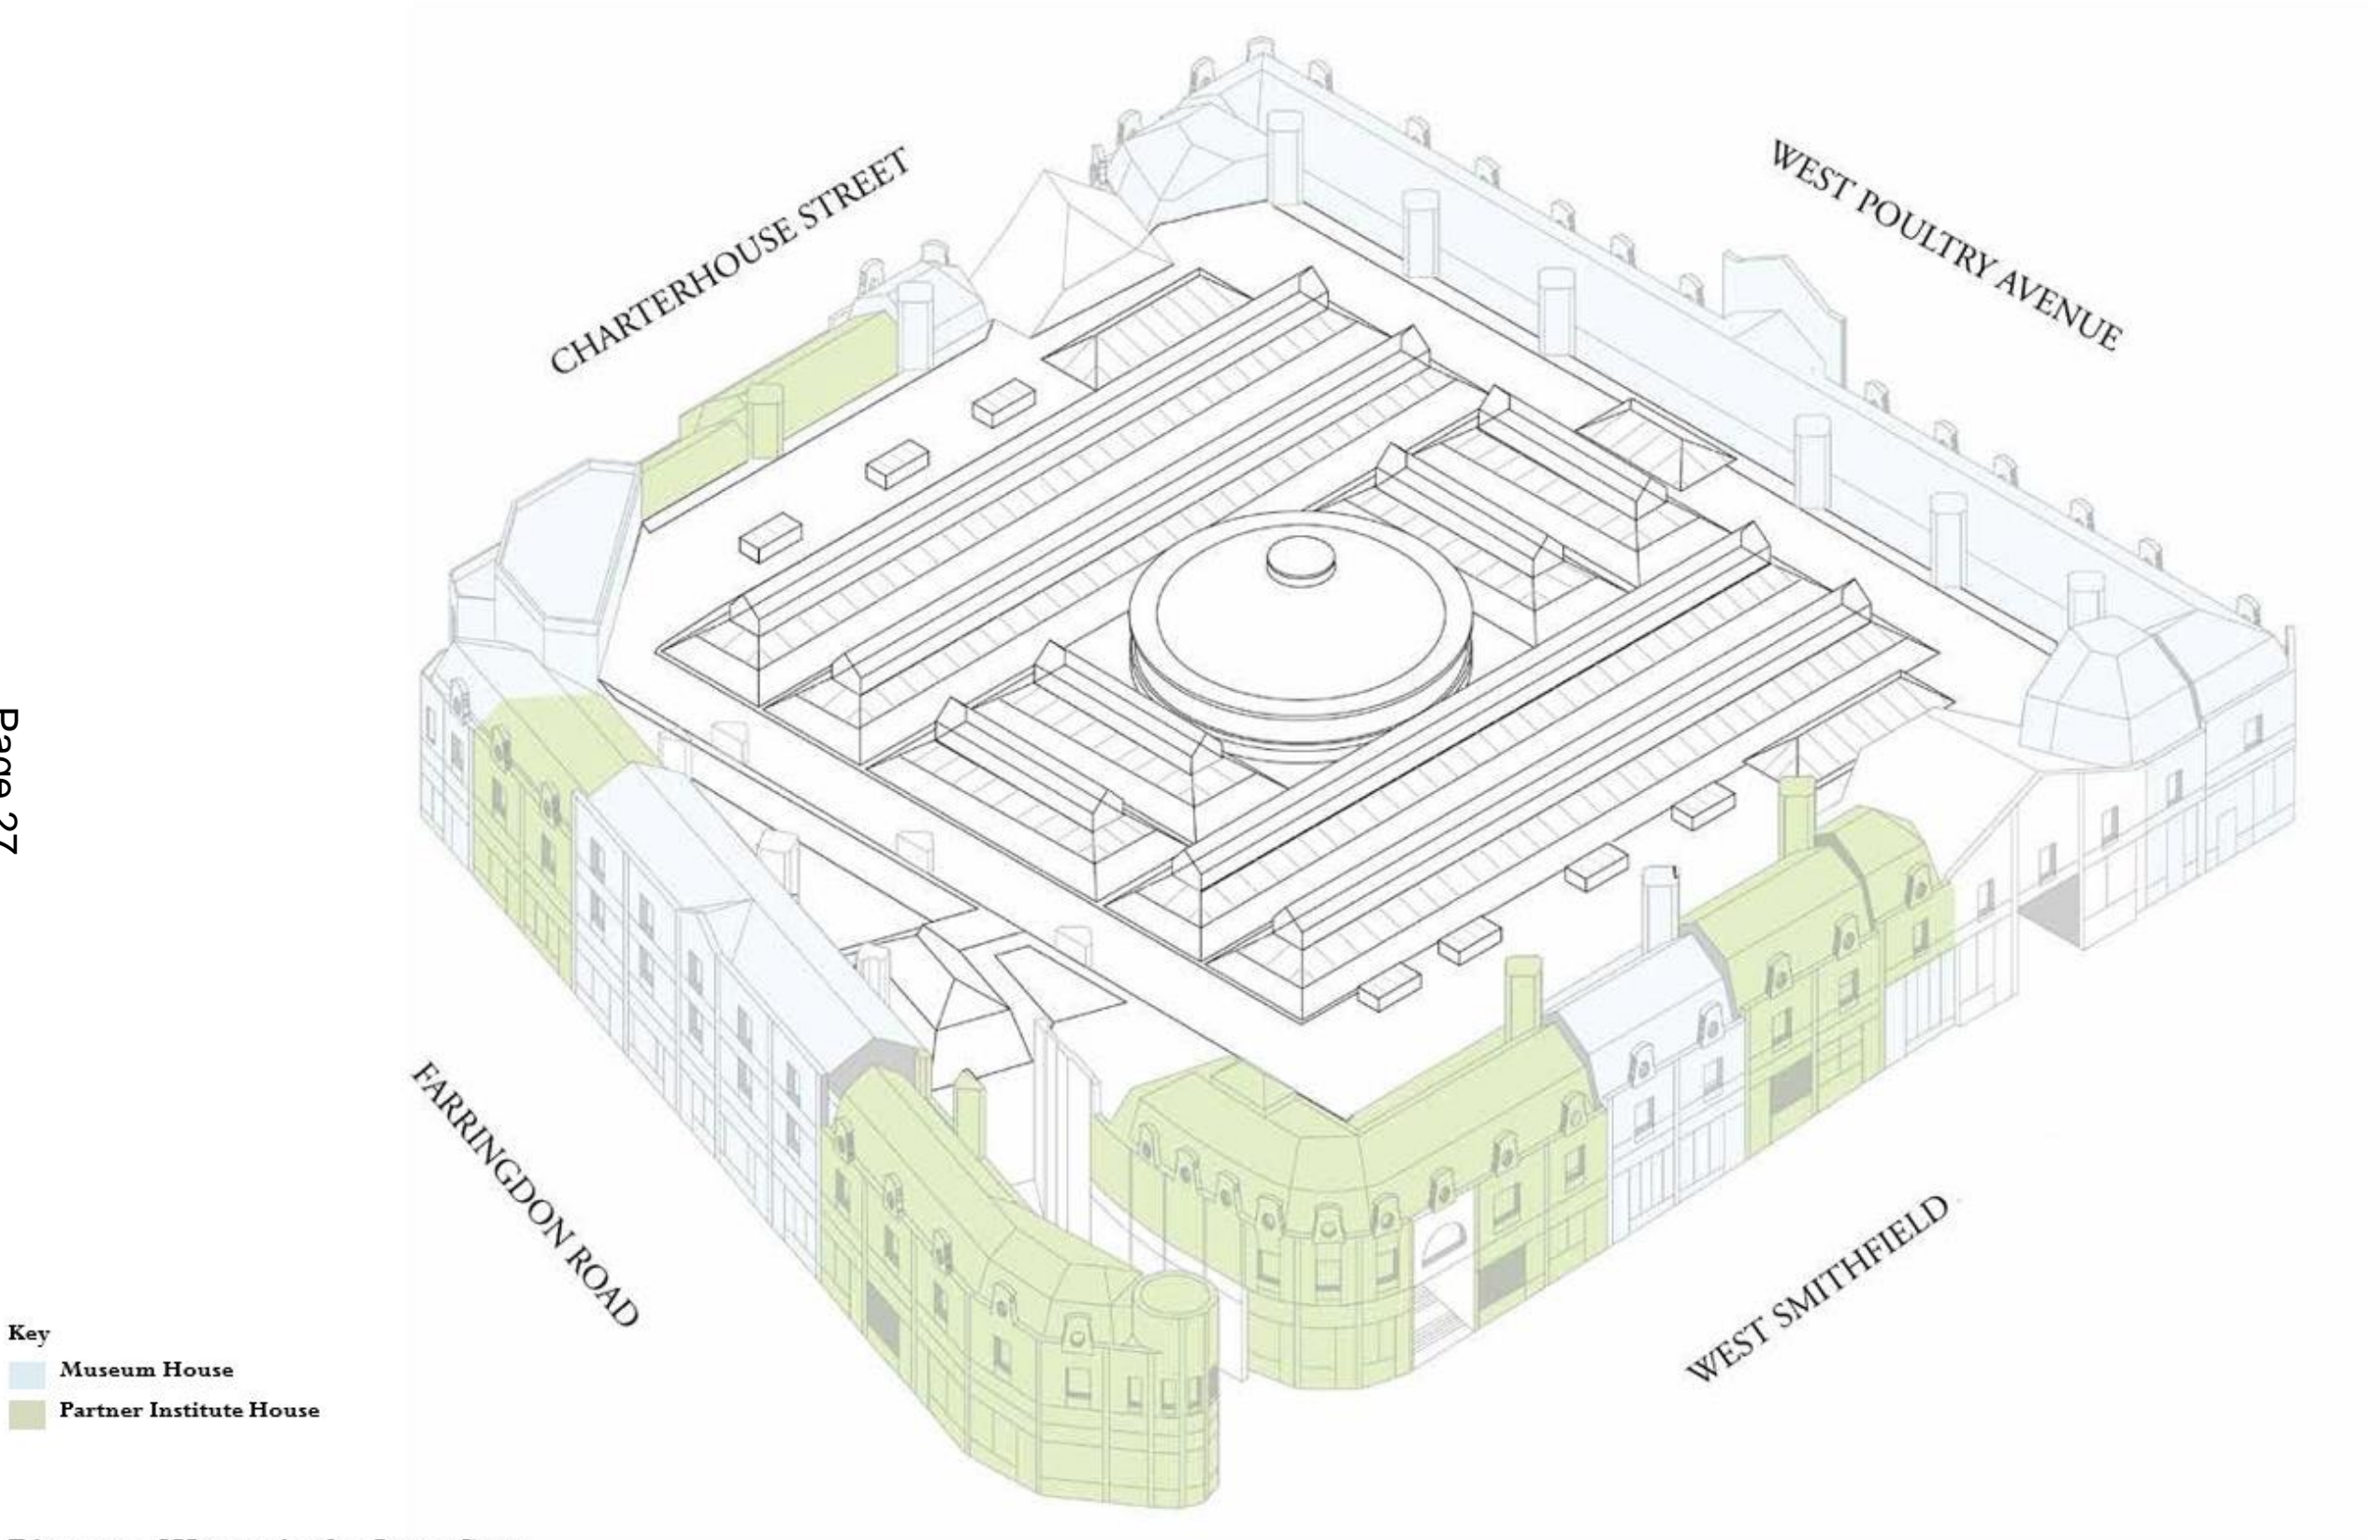 CHARTERHOUSE STREET
WEST POULTRY AVENUE
Page 27
FARRINGDON ROAD
WEST SMITHFIELD
Key
Museum House
Partner Institute House